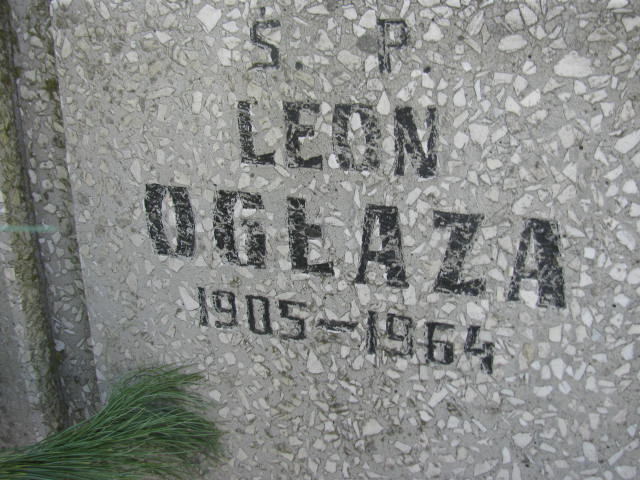 Ś. P.
LEON
OGŁAZA
1905-1964